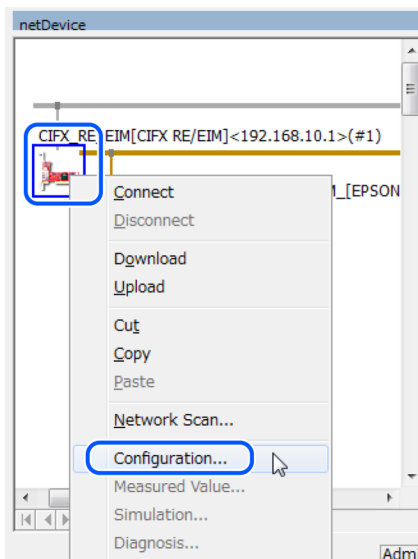 netDevice
CIFX_RE_EIM[CIFX RE/EIM]<192.168.10.1>(#1)
_[EPSON
Connect
Disconnect
Download
Upload
Cut
Copy
Paste
Network Scan...
Configuration...
Measured Value...
Simulation...
Diagnosis...
Adm